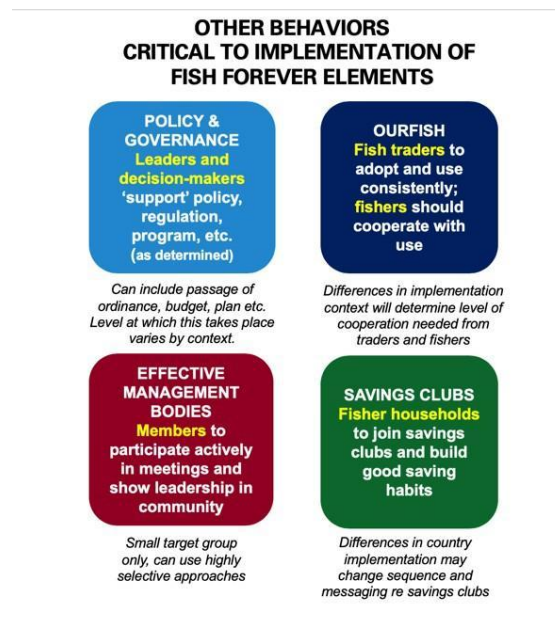 OTHER BEHAVIORS
CRITICAL TO IMPLEMENTATION OF
FISH FOREVER ELEMENTS
POLICY &
GOVERNANCE
Leaders and
decision-makers
‘support’ policy,
regulation,
program, etc.
(as determined)
Can include passage of
ordinance, budget, plan etc.
Level at which this takes place
varies by context.
OURFISH
Fish traders to
adopt and use
consistently;
fishers should
cooperate with
use
Differences in implementation
context will determine level of
cooperation needed from
traders and fishers
EFFECTIVE
MANAGEMENT
BODIES
Members to
participate actively
in meetings and
show leadership in
community
Small target group
only, can use highly
selective approaches
SAVINGS CLUBS
Fisher households
to join savings
clubs and build
good saving
habits
Differences in country
implementation may
change sequence and
messaging re savings clubs